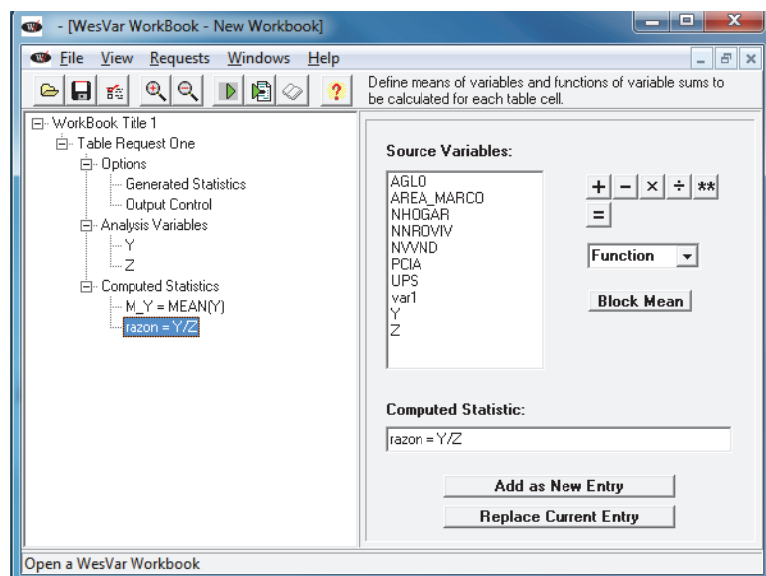 - [WesVar WorkBook - New Workbook]
File View Requests Windows Help
Define means of variables and functions of variable sums to
be calculated for each table cell.
WorkBook Title 1
Table Request One
Options
Generated Statistics
Output Control
Analysis Variables
Y
Z
Computed Statistics
M_Y = MEAN(Y)
razon = Y/Z
Source Variables:
AGLO
AREA_MARCO
NHOGAR
NNROVIV
NVVND
PCIA
UPS
var1
Y
Z
+ − × ÷ **
=
Function
Block Mean
Computed Statistic:
razon = Y/Z
Add as New Entry
Replace Current Entry
Open a WesVar Workbook